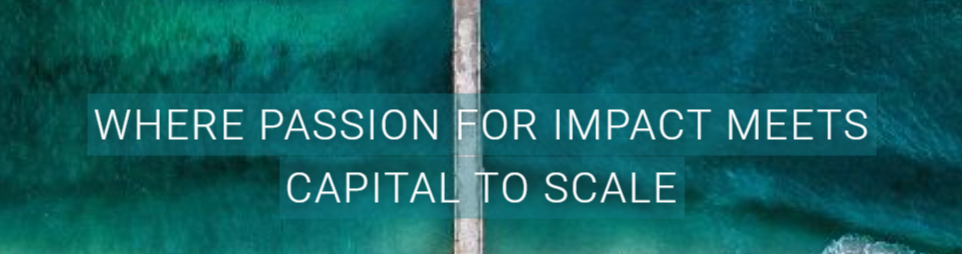 WHERE PASSION FOR IMPACT MEETS
CAPITAL TO SCALE